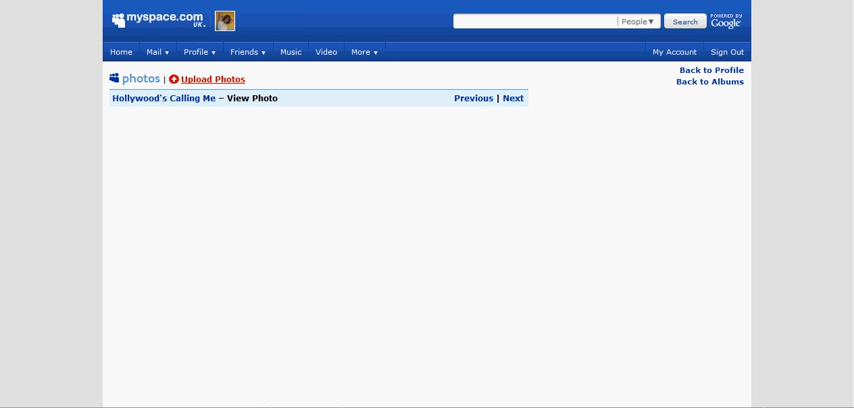 myspace.com
UK.
People▼
Search
POWERED BY
Google
Home
Mail ▼
Profile ▼
Friends ▼
Music
Video
More ▼
My Account
Sign Out
photos | Upload Photos
Back to Profile
Back to Albums
Hollywood's Calling Me – View Photo
Previous | Next